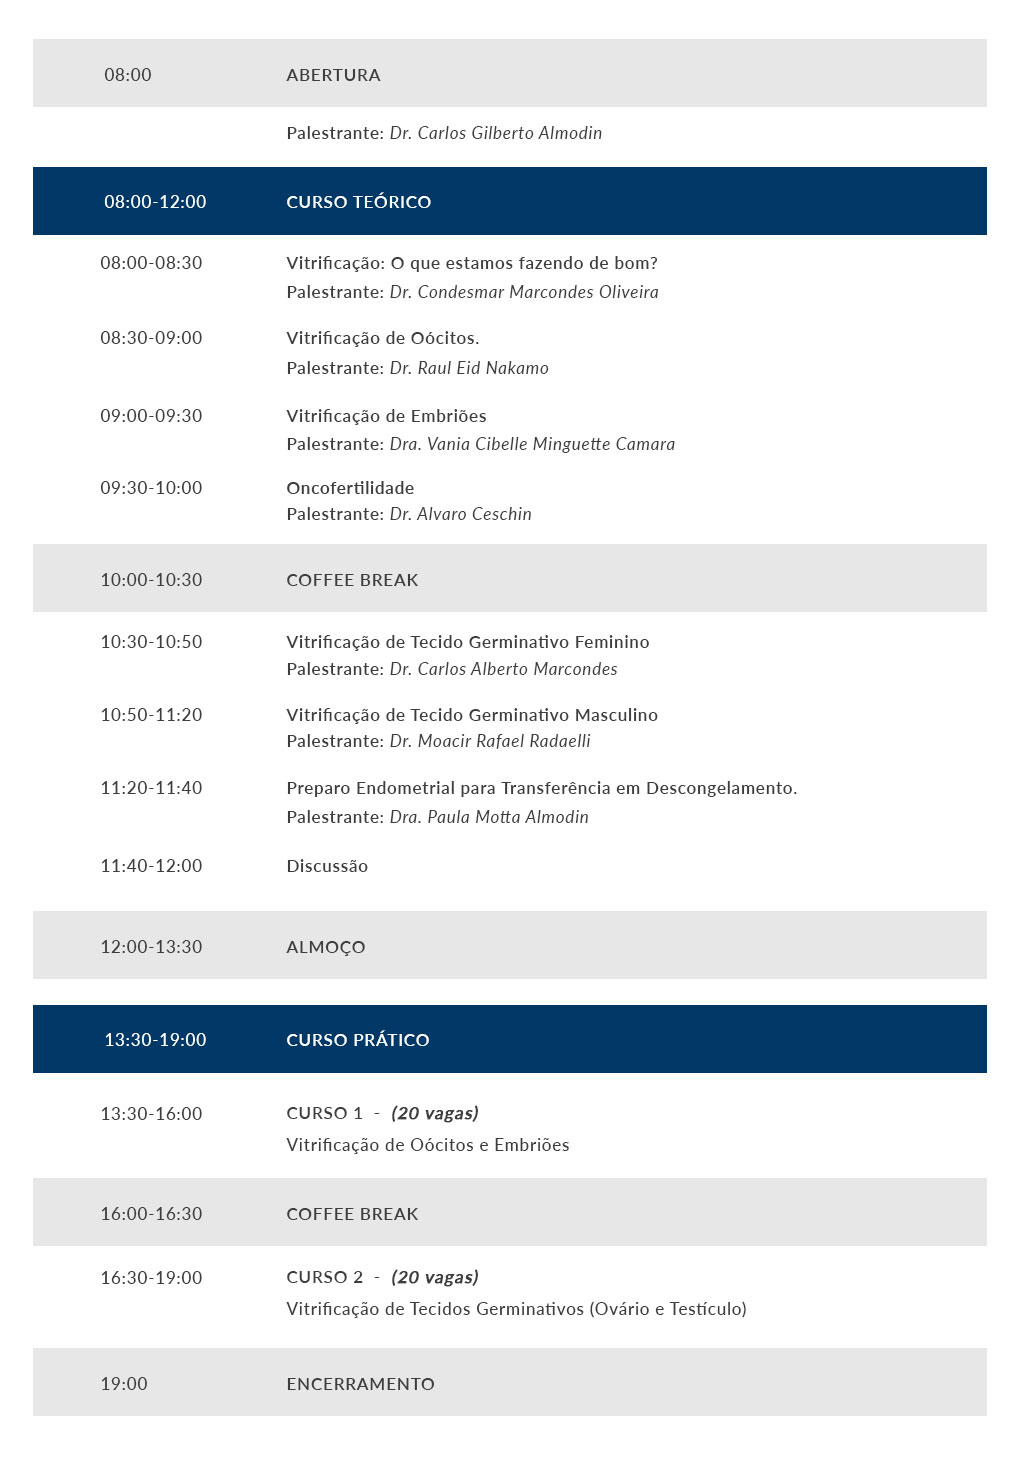 08:00 ABERTURA
Palestrante: Dr. Carlos Gilberto Almodin
08:00-12:00 CURSO TEÓRICO
08:00-08:30 Vitrificação: O que estamos fazendo de bom?
Palestrante: Dr. Condesmar Marcondes Oliveira
08:30-09:00 Vitrificação de Oócitos.
Palestrante: Dr. Raul Eid Nakamo
09:00-09:30 Vitrificação de Embriões
Palestrante: Dra. Vania Cibelle Minguette Camara
09:30-10:00 Oncofertilidade
Palestrante: Dr. Alvaro Ceschin
10:00-10:30 COFFEE BREAK
10:30-10:50 Vitrificação de Tecido Germinativo Feminino
Palestrante: Dr. Carlos Alberto Marcondes
10:50-11:20 Vitrificação de Tecido Germinativo Masculino
Palestrante: Dr. Moacir Rafael Radaelli
11:20-11:40 Preparo Endometrial para Transferência em Descongelamento.
Palestrante: Dra. Paula Motta Almodin
11:40-12:00 Discussão
12:00-13:30 ALMOÇO
13:30-19:00 CURSO PRÁTICO
13:30-16:00 CURSO 1 - (20 vagas)
Vitrificação de Oócitos e Embriões
16:00-16:30 COFFEE BREAK
16:30-19:00 CURSO 2 - (20 vagas)
Vitrificação de Tecidos Germinativos (Ovário e Testículo)
19:00 ENCERRAMENTO